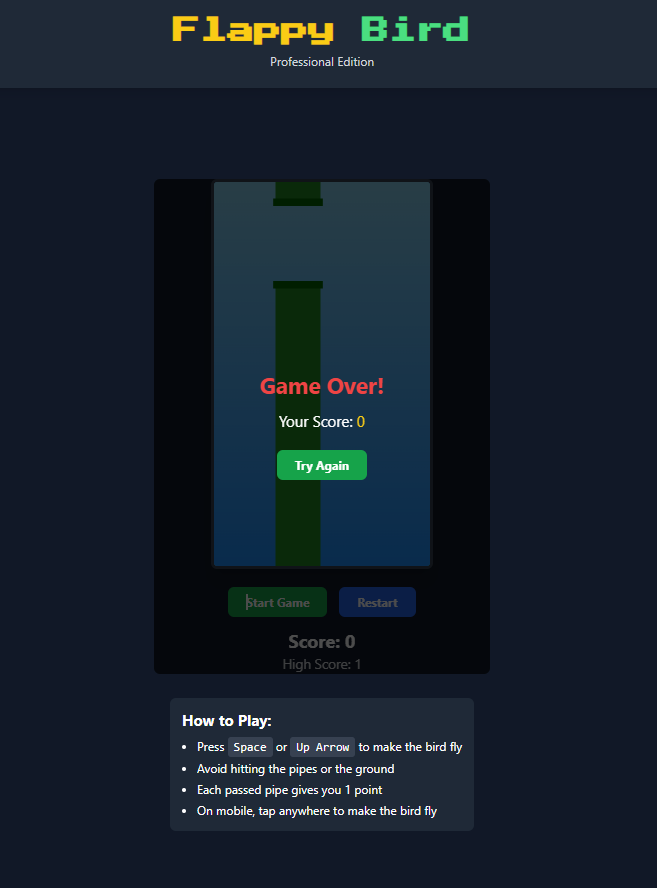 Flappy Bird
Professional Edition
Game Over!
Your Score: 0
Try Again
Start Game Restart
Score: 0
High Score: 1
How to Play:
• Press Space or Up Arrow to make the bird fly
• Avoid hitting the pipes or the ground
• Each passed pipe gives you 1 point
• On mobile, tap anywhere to make the bird fly